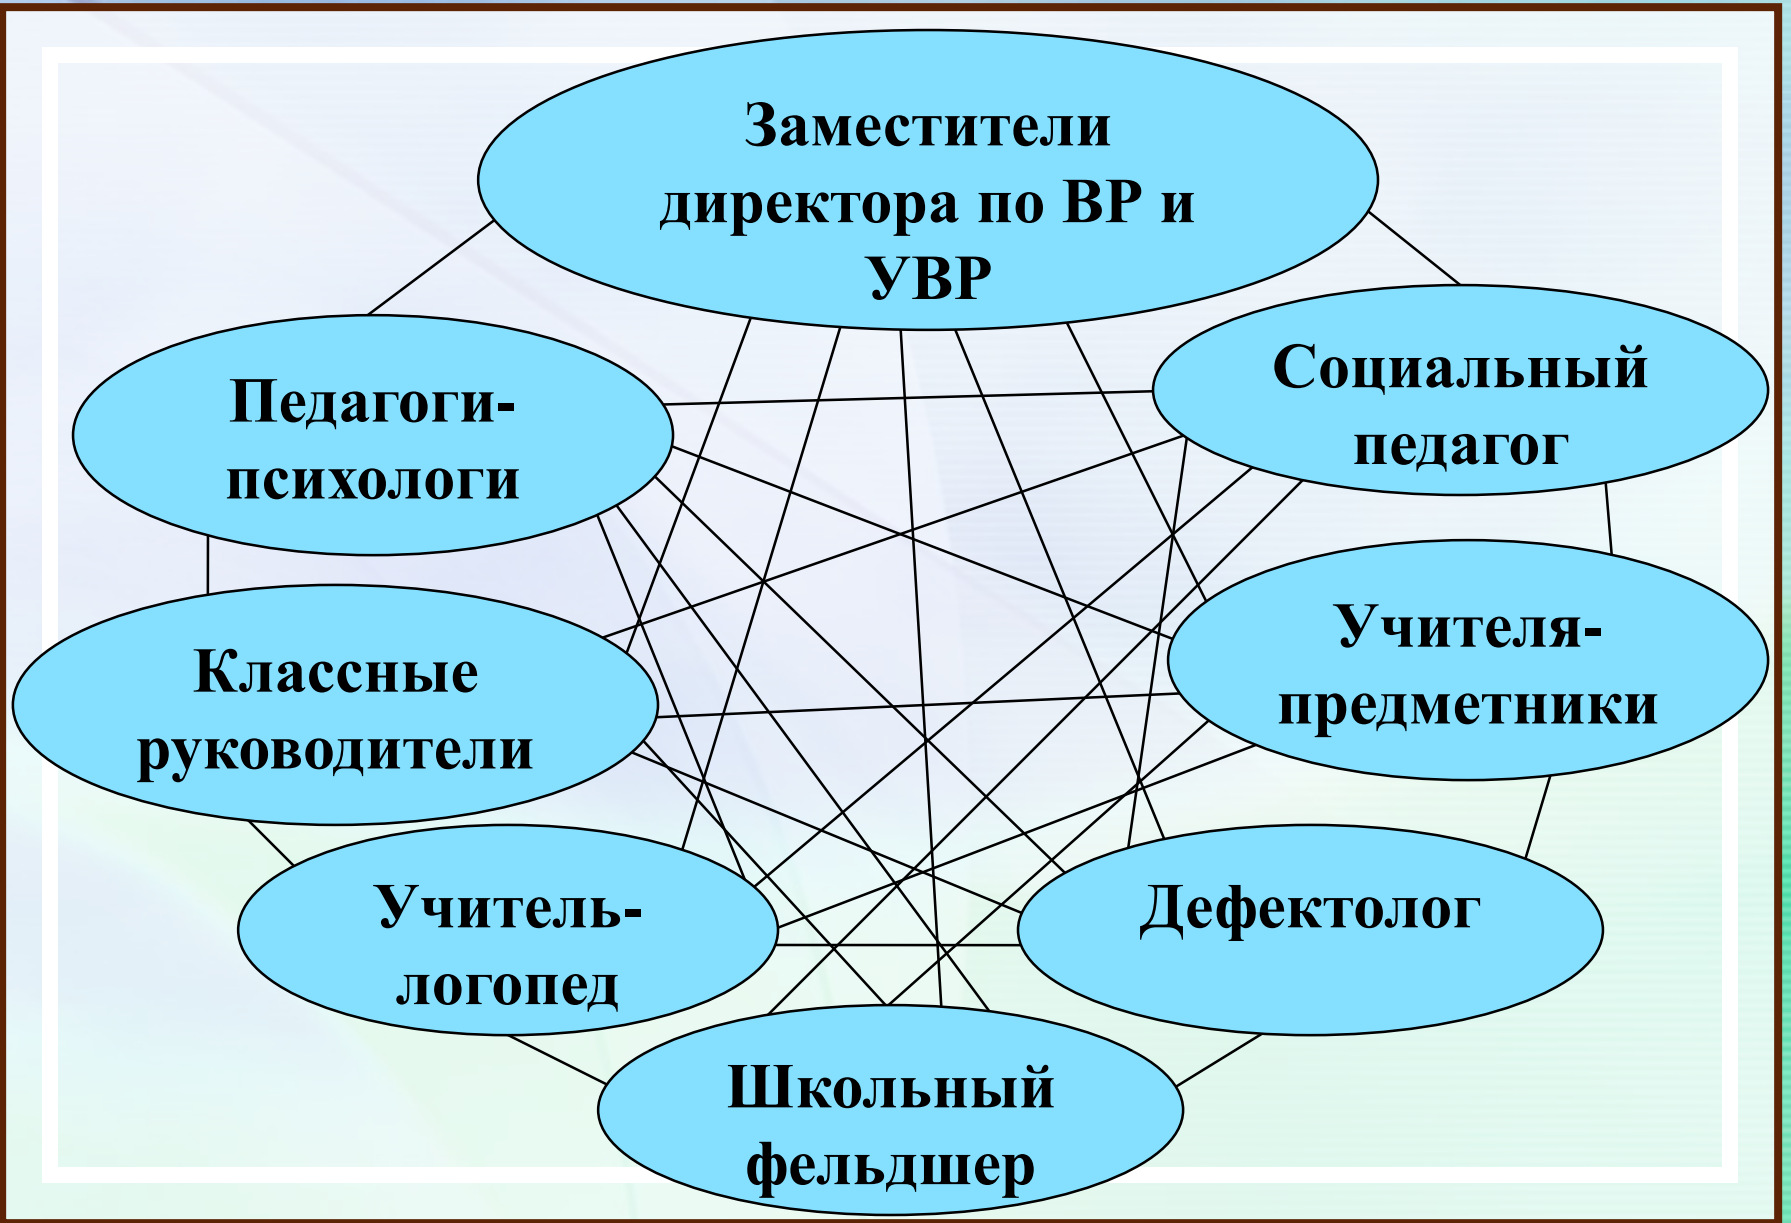 Заместители
директора по ВР и
УВР
Педагоги-
психологи
Социальный
педагог
Классные
руководители
Учителя-
предметники
Учитель-
логопед
Дефектолог
Школьный
фельдшер